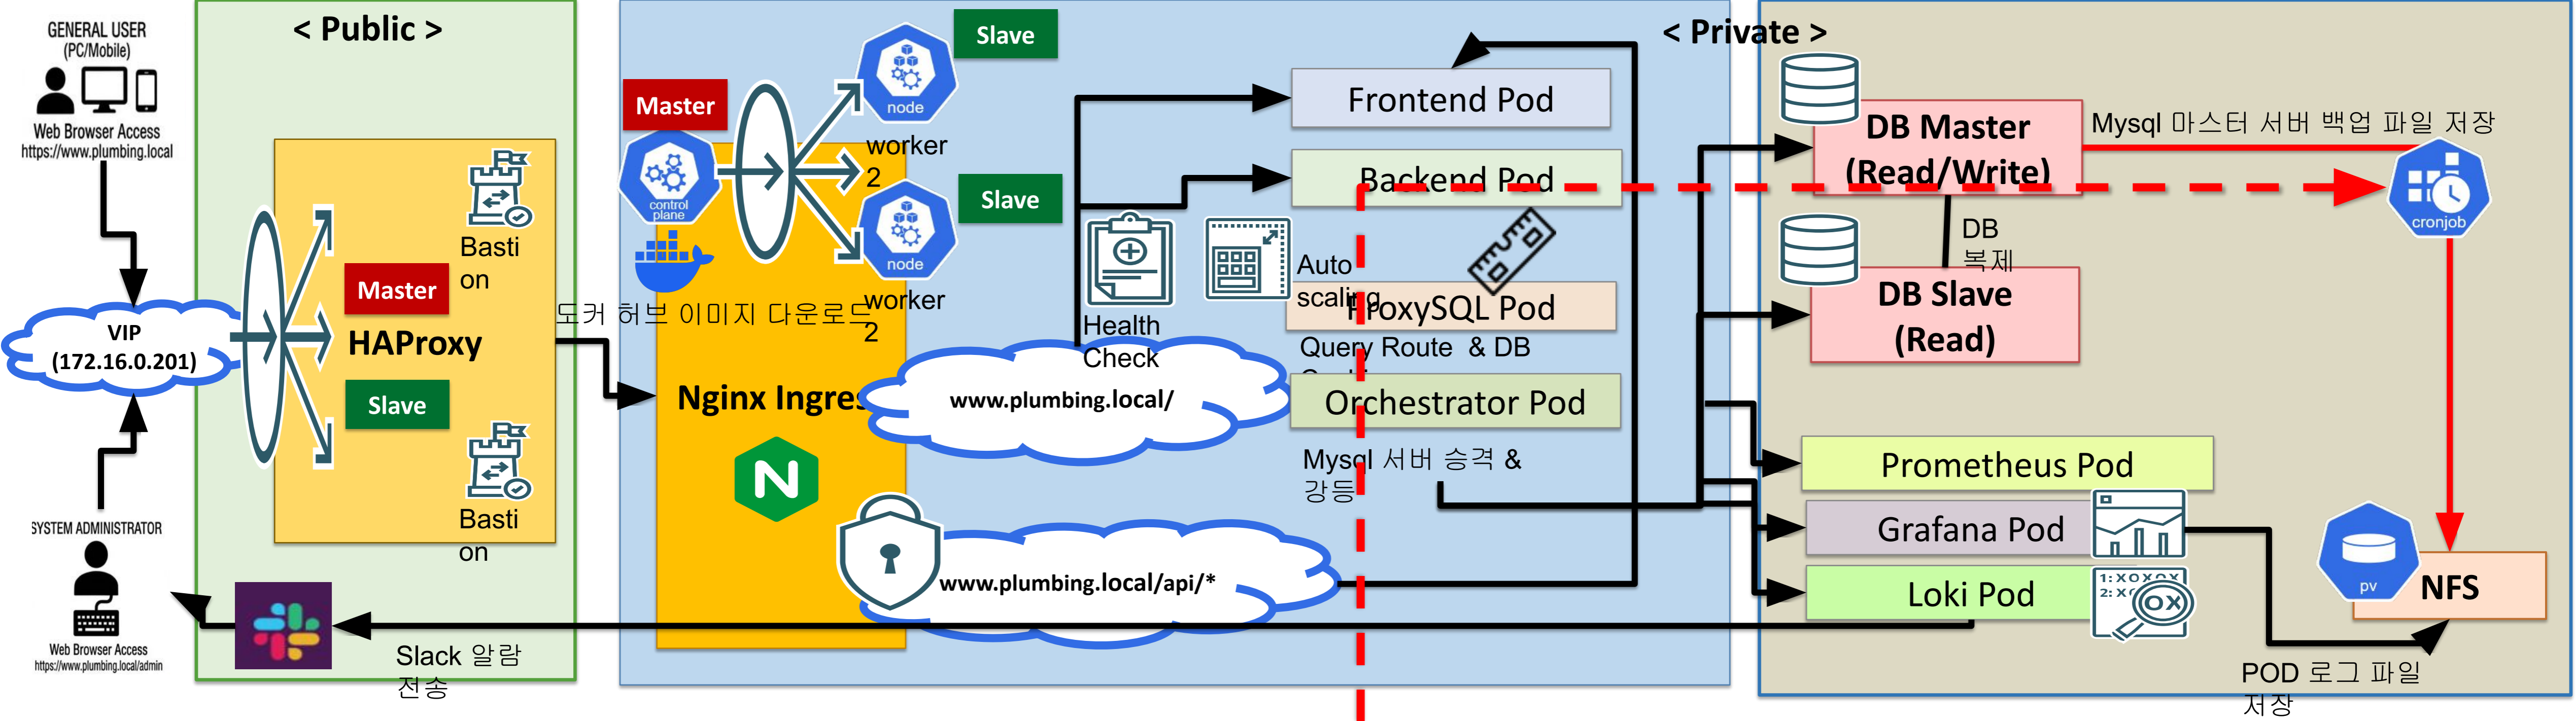 GENERAL USER
(PC/Mobile)
Web Browser Access
https://www.plumbing.local
VIP
(172.16.0.201)
SYSTEM ADMINISTRATOR
Web Browser Access
https://www.plumbing.local/admin
< Public >
Basti
on
Master
HAProxy
Slave
Basti
on
Slack 알람
전송
도커 허브 이미지 다운로드
Master
control
plane
Slave
node
worker
2
Slave
node
worker
2
Nginx Ingres
www.plumbing.local/
www.plumbing.local/api/*
Health
Check
Auto
scaling
Frontend Pod
Backend Pod
ProxySQL Pod
Query Route & DB
Orchestrator Pod
Mysql 서버 승격 &
강등
< Private >
DB Master
(Read/Write)
Mysql 마스터 서버 백업 파일 저장
cronjob
DB
복제
DB Slave
(Read)
Prometheus Pod
Grafana Pod
Loki Pod
1: XOXOX
2: X
OX
pv
NFS
POD 로그 파일
저장